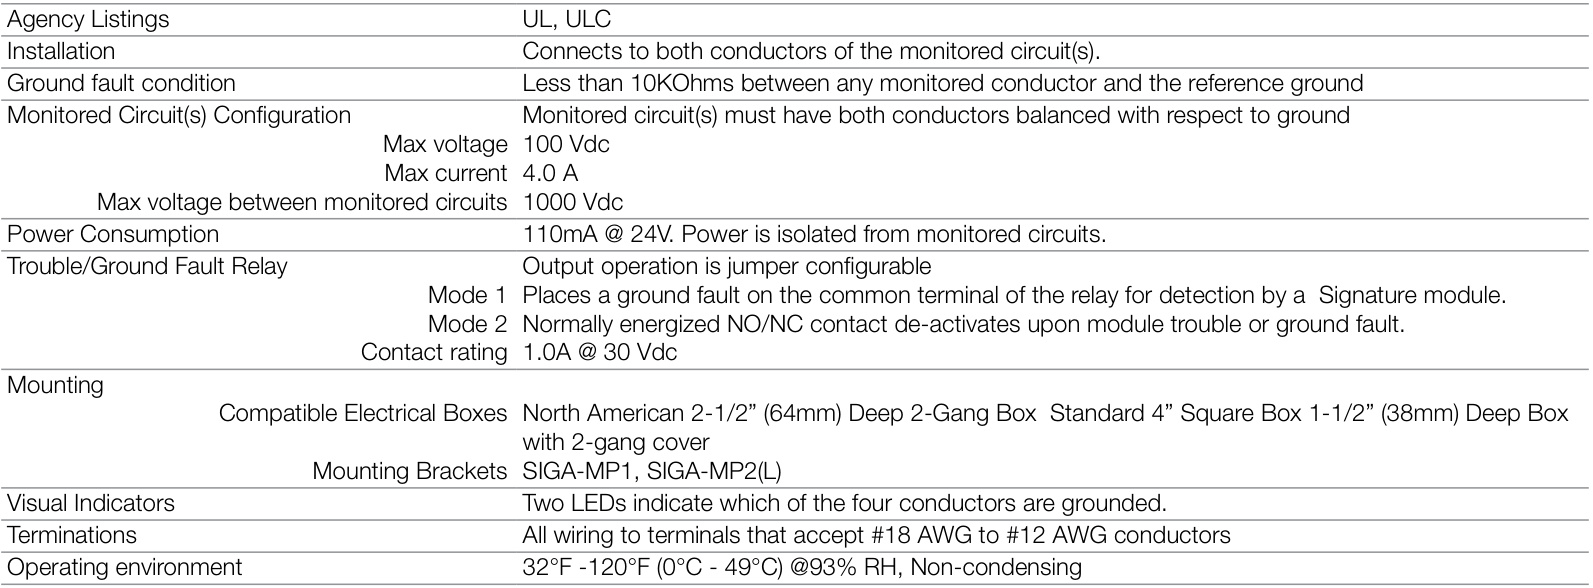 Agency Listings UL, ULC
Installation Connects to both conductors of the monitored circuit(s).
Ground fault condition Less than 10KOhms between any monitored conductor and the reference ground
Monitored Circuit(s) Configuration Monitored circuit(s) must have both conductors balanced with respect to ground
Max voltage 100 Vdc
Max current 4.0 A
Max voltage between monitored circuits 1000 Vdc
Power Consumption 110mA @ 24V. Power is isolated from monitored circuits.
Trouble/Ground Fault Relay Output operation is jumper configurable
Mode 1 Places a ground fault on the common terminal of the relay for detection by a  Signature module.
Mode 2 Normally energized NO/NC contact de-activates upon module trouble or ground fault.
Contact rating 1.0A @ 30 Vdc
Mounting
Compatible Electrical Boxes North American 2-1/2” (64mm) Deep 2-Gang Box  Standard 4” Square Box 1-1/2” (38mm) Deep Box
with 2-gang cover
Mounting Brackets SIGA-MP1, SIGA-MP2(L)
Visual Indicators Two LEDs indicate which of the four conductors are grounded.
Terminations All wiring to terminals that accept #18 AWG to #12 AWG conductors
Operating environment 32°F -120°F (0°C - 49°C) @93% RH, Non-condensing